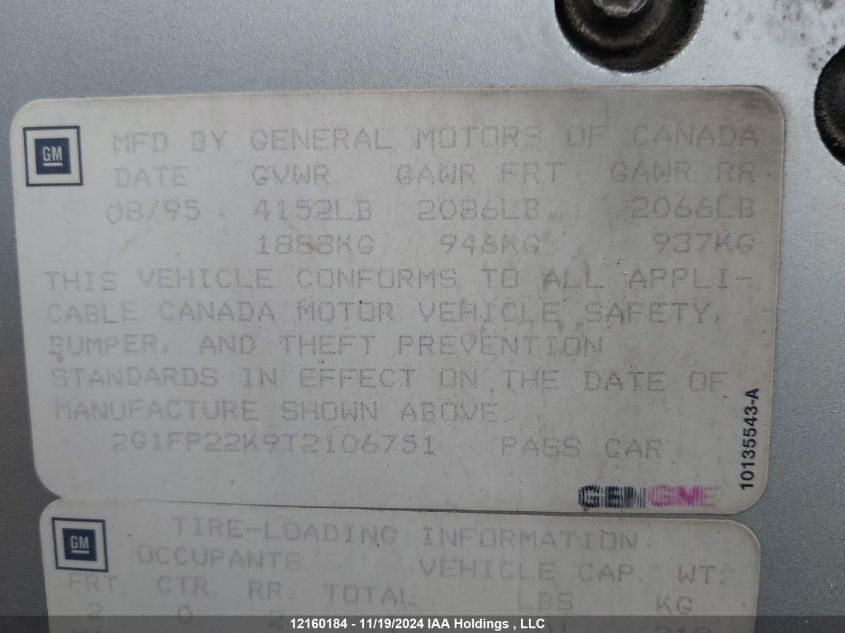 GM
MFD BY GENERAL MOTORS OF CANADA
DATE GVWR GAWR FRT GAWR RR
08/95 4152LB 2086LB 2066LB
1883KG 946KG 937KG
THIS VEHICLE CONFORMS TO ALL APPLI-
CABLE CANADA MOTOR VEHICLE SAFETY,
BUMPER, AND THEFT PREVENTION
STANDARDS IN EFFECT ON THE DATE OF
MANUFACTURE SHOWN ABOVE
2G1FP22K9T2106751 PASS CAR
10135543-A
GM
TIRE-LOADING INFORMATION
OCCUPANTS VEHICLE CAP. WT.
FRT. CTR. RR. TOTAL LBS KG
2 0 2
12160184 - 11/19/2024 IAA Holdings , LLC